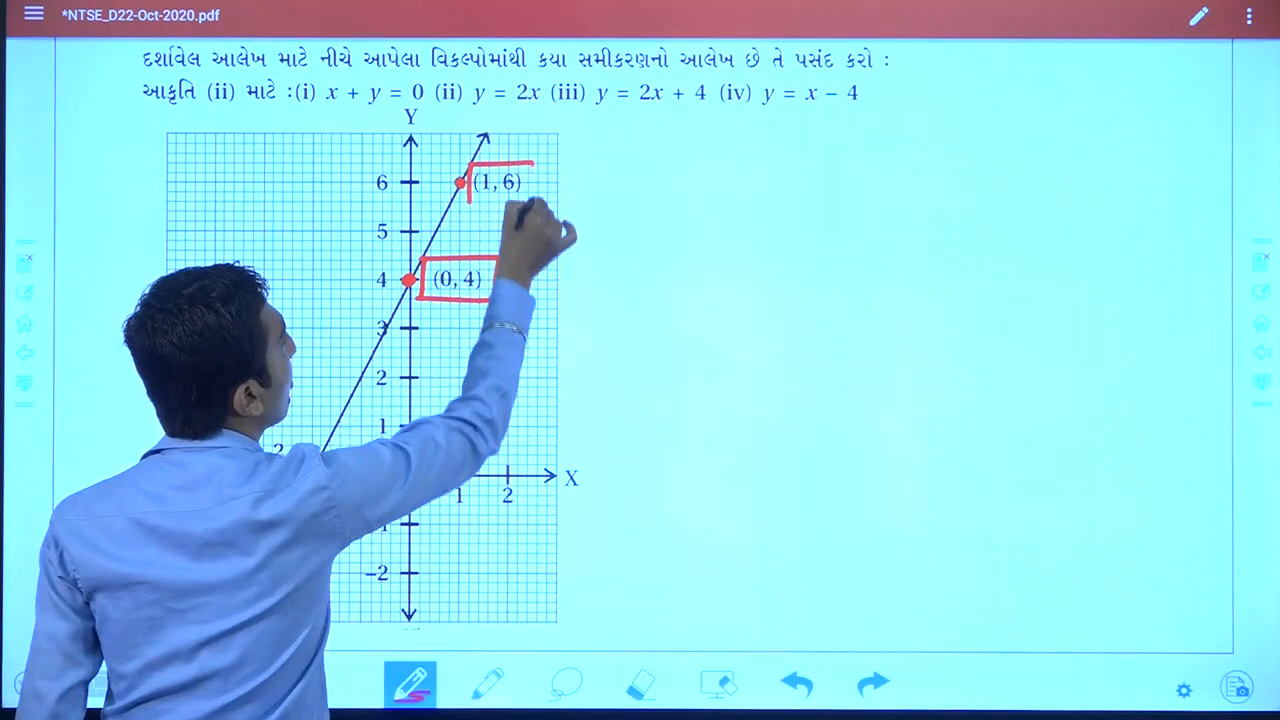 *NTSE_D22-Oct-2020.pdf
દર્શાવેલ આલેખ માટે નીચે આપેલા વિકલ્પોમાંથી કયા સમીકરણનો આલેખ છે તે પસંદ કરો :
આકૃતિ (ii) માટે :(i) x + y = 0 (ii) y = 2x (iii) y = 2x + 4 (iv) y = x − 4
Y
6 (1, 6)
5
4 (0, 4)
3
2
1
X
1 2
−2